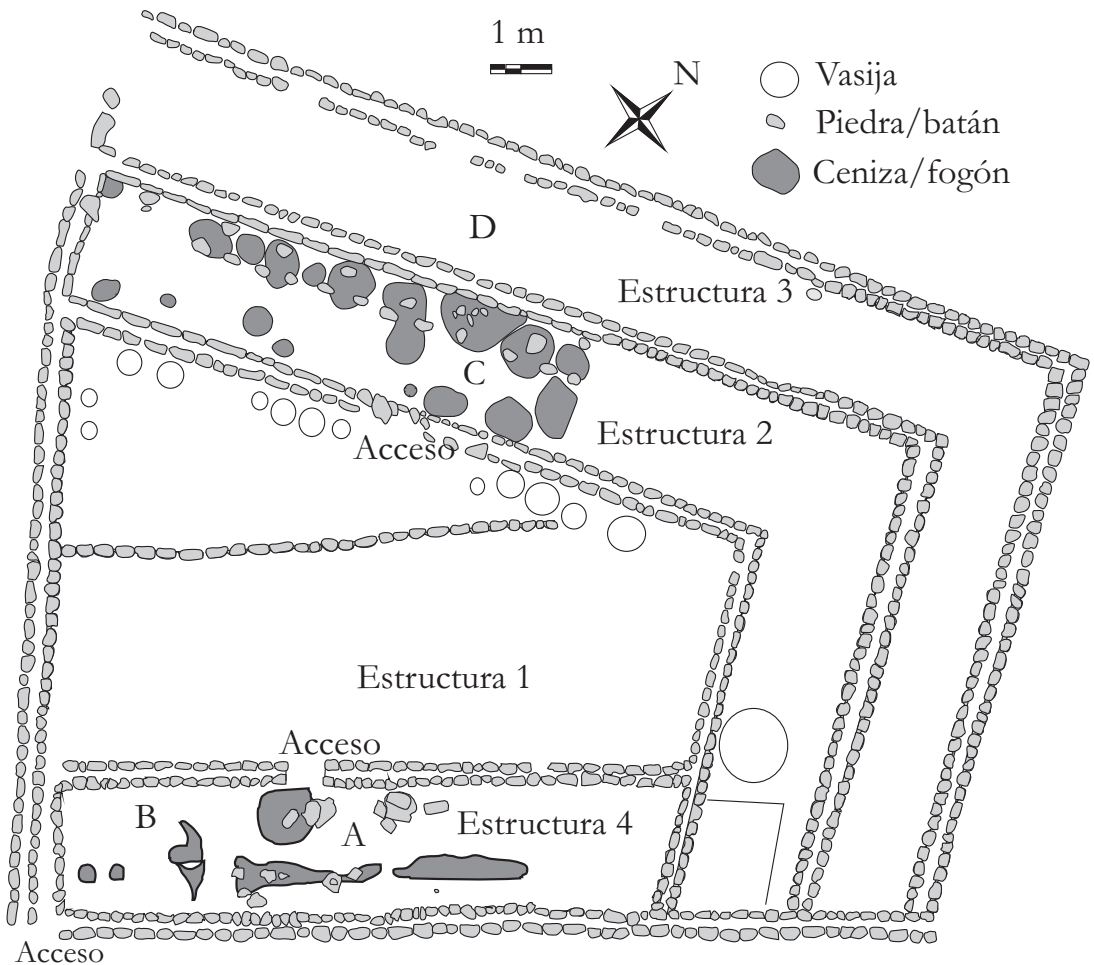 1 m
N
Vasija
Piedra/batán
Ceniza/fogón
D
Estructura 3
C
Estructura 2
Acceso
Estructura 1
Acceso
B
A
Estructura 4
Acceso